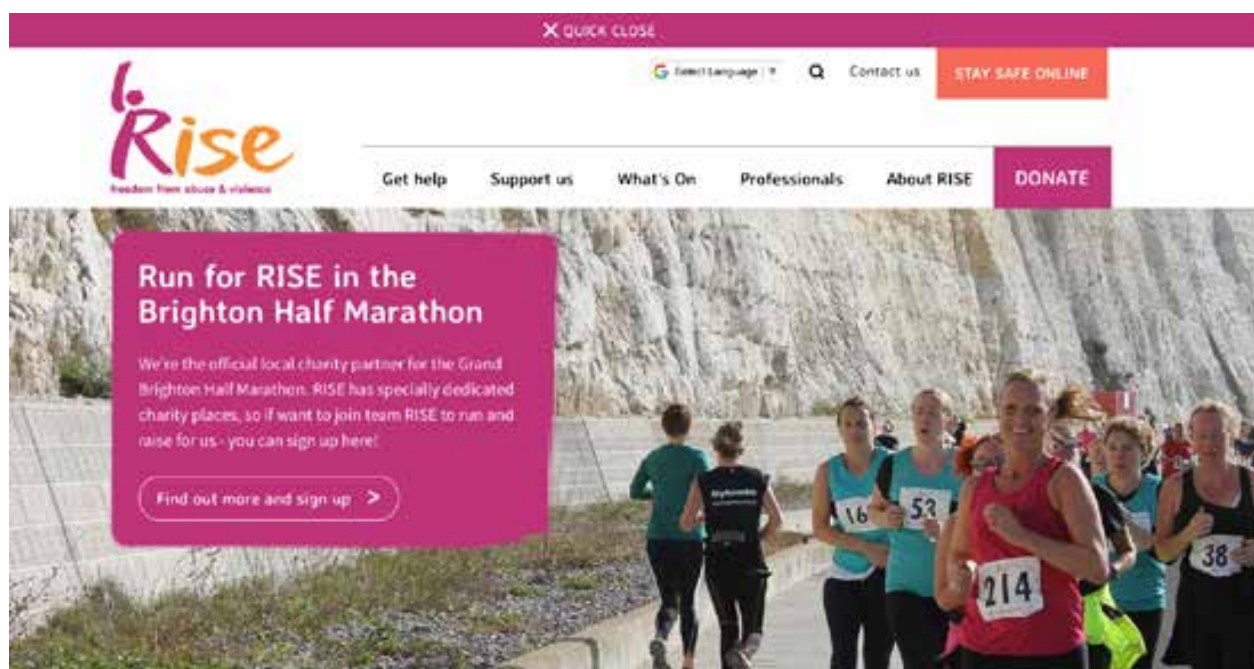 X QUICK CLOSE
Select Language
Contact us
STAY SAFE ONLINE
Rise
freedom from abuse & violence
Get help
Support us
What's On
Professionals
About RISE
DONATE
Run for RISE in the
Brighton Half Marathon
We're the official local charity partner for the Grand
Brighton Half Marathon. RISE has specially dedicated
charity places, so if want to join team RISE to run and
raise for us - you can sign up here!
Find out more and sign up >
16
53
214
38